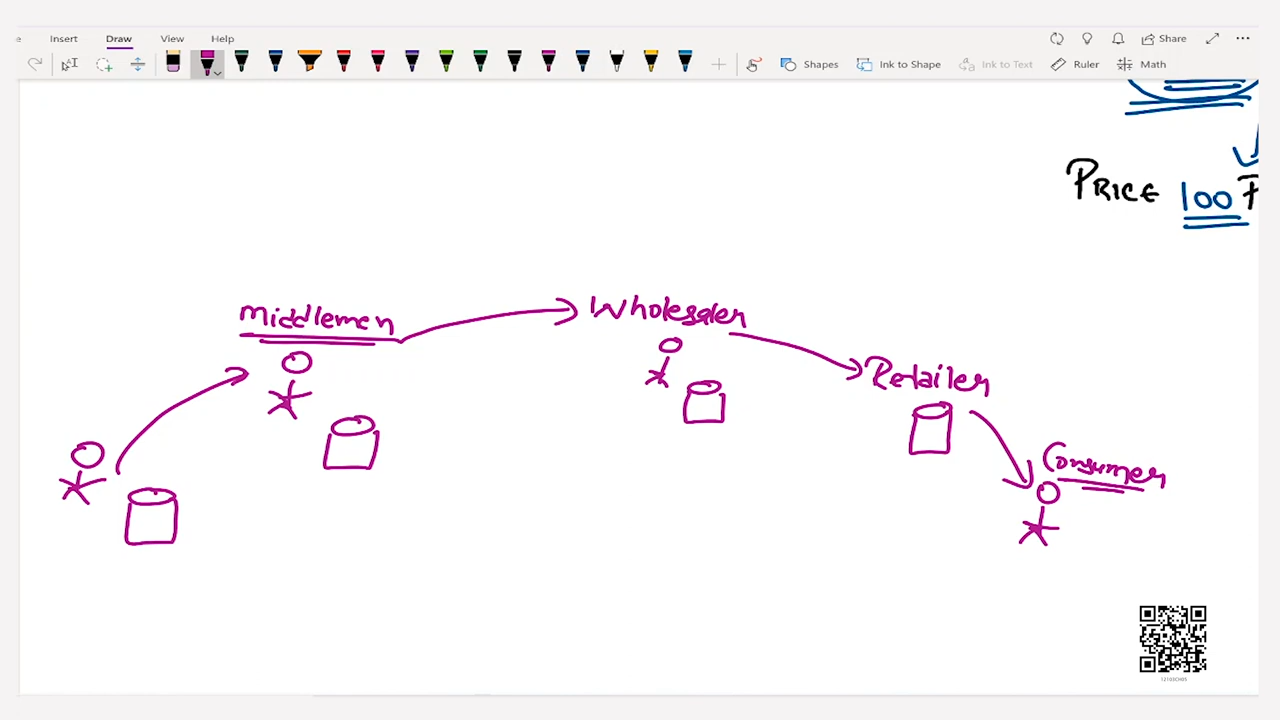 Insert Draw View Help Share
Shapes Ink to Shape Ink to Text Ruler Math
PRICE 100
Middlemen
Wholesaler
Retailer
Consumer
12103CH05